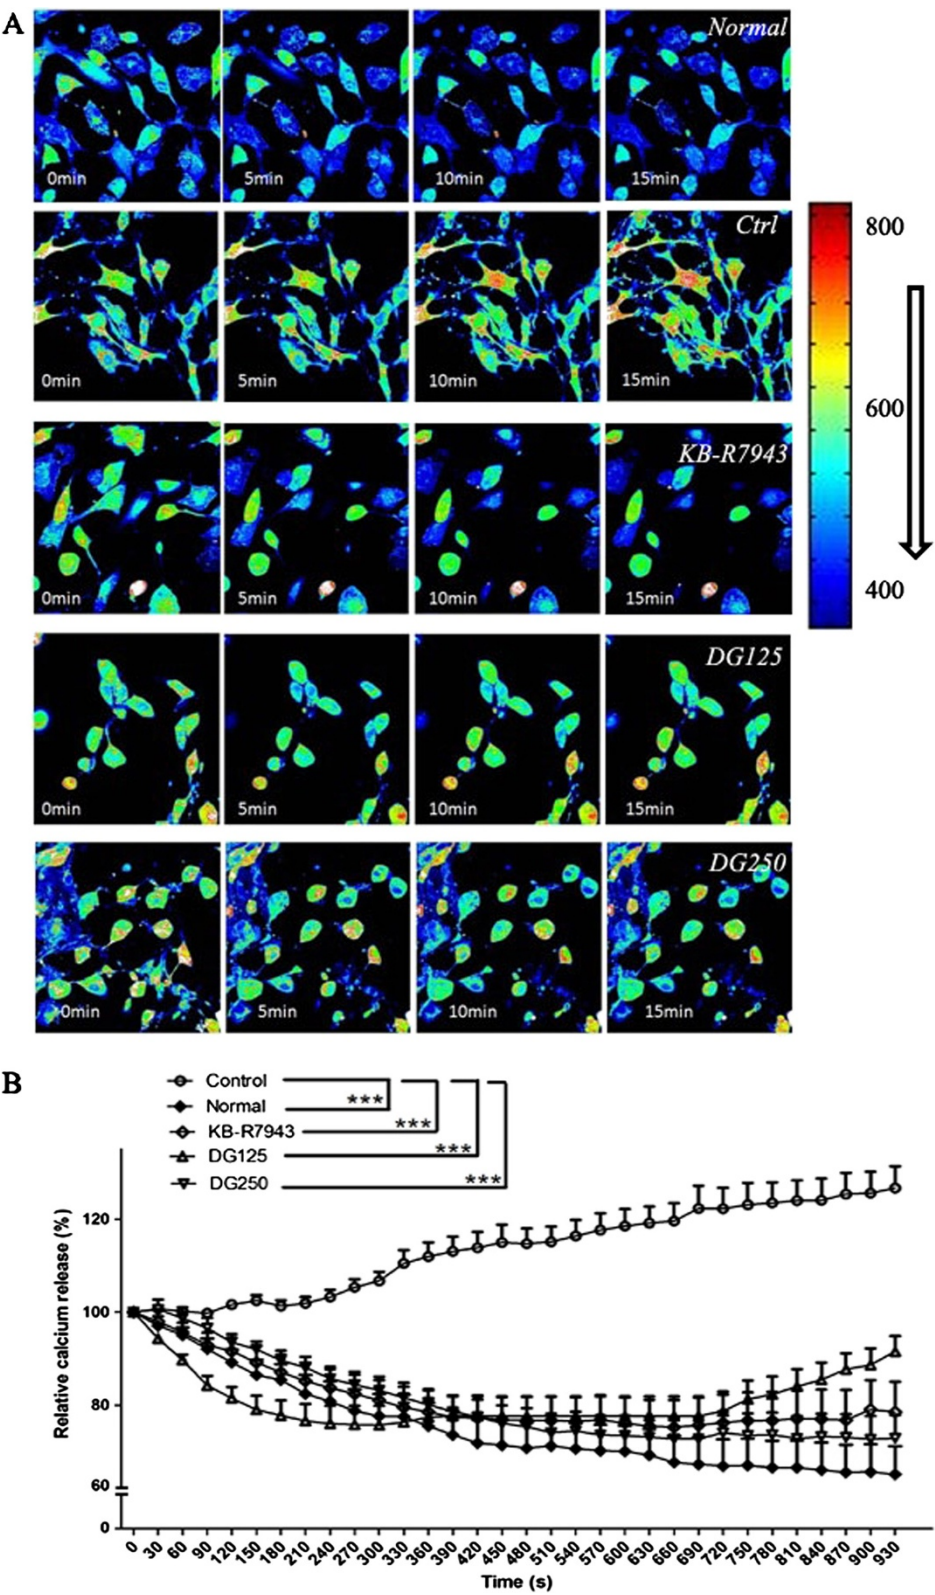 A
Normal
0min 5min 10min 15min
Ctrl
0min 5min 10min 15min
KB-R7943
0min 5min 10min 15min
DG125
0min 5min 10min 15min
DG250
0min 5min 10min 15min
800
600
400
B
Control
Normal
KB-R7943
DG125
DG250
***
***
***
***
Relative calcium release (%)
120
100
80
60
0
0 30 60 90 120 150 180 210 240 270 300 330 360 390 420 450 480 510 540 570 600 630 660 690 720 750 780 810 840 870 900 930
Time (s)